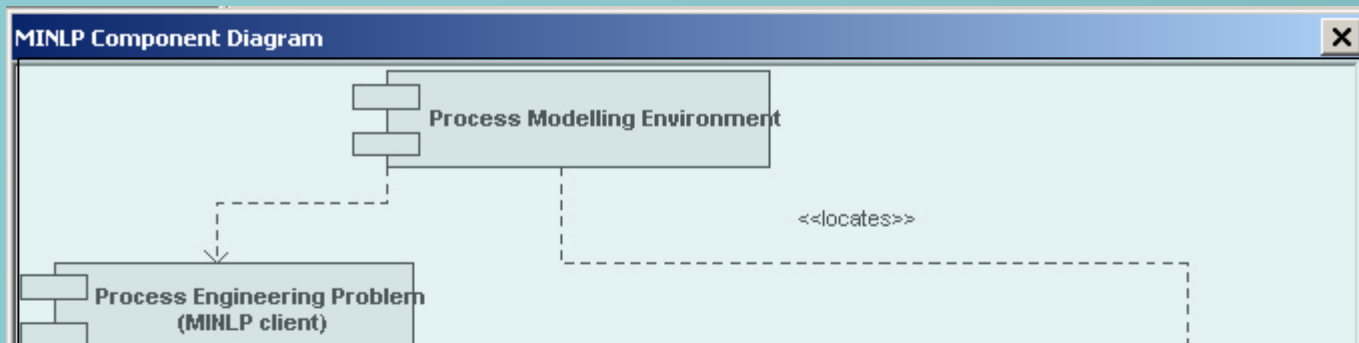 MINLP Component Diagram
Process Modelling Environment
<<locates>>
Process Engineering Problem
(MINLP client)